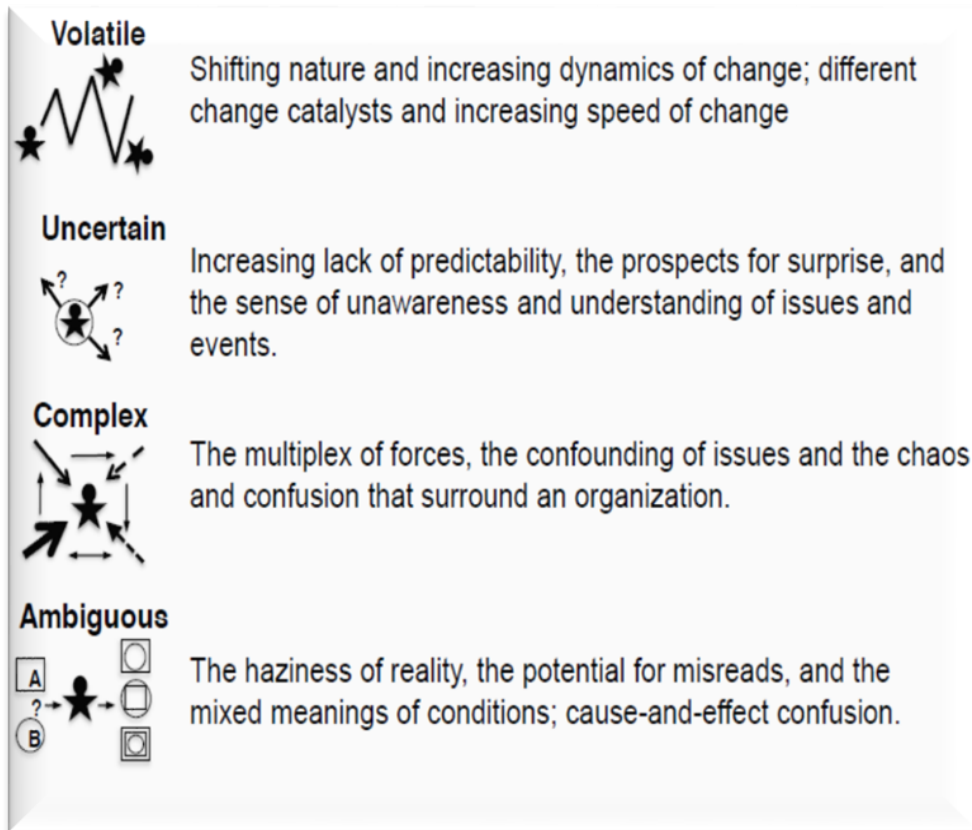 Volatile
Shifting nature and increasing dynamics of change; different
change catalysts and increasing speed of change
Uncertain
?
?
?
Increasing lack of predictability, the prospects for surprise, and
the sense of unawareness and understanding of issues and
events.
Complex
The multiplex of forces, the confounding of issues and the chaos
and confusion that surround an organization.
Ambiguous
A
?
B
The haziness of reality, the potential for misreads, and the
mixed meanings of conditions; cause-and-effect confusion.